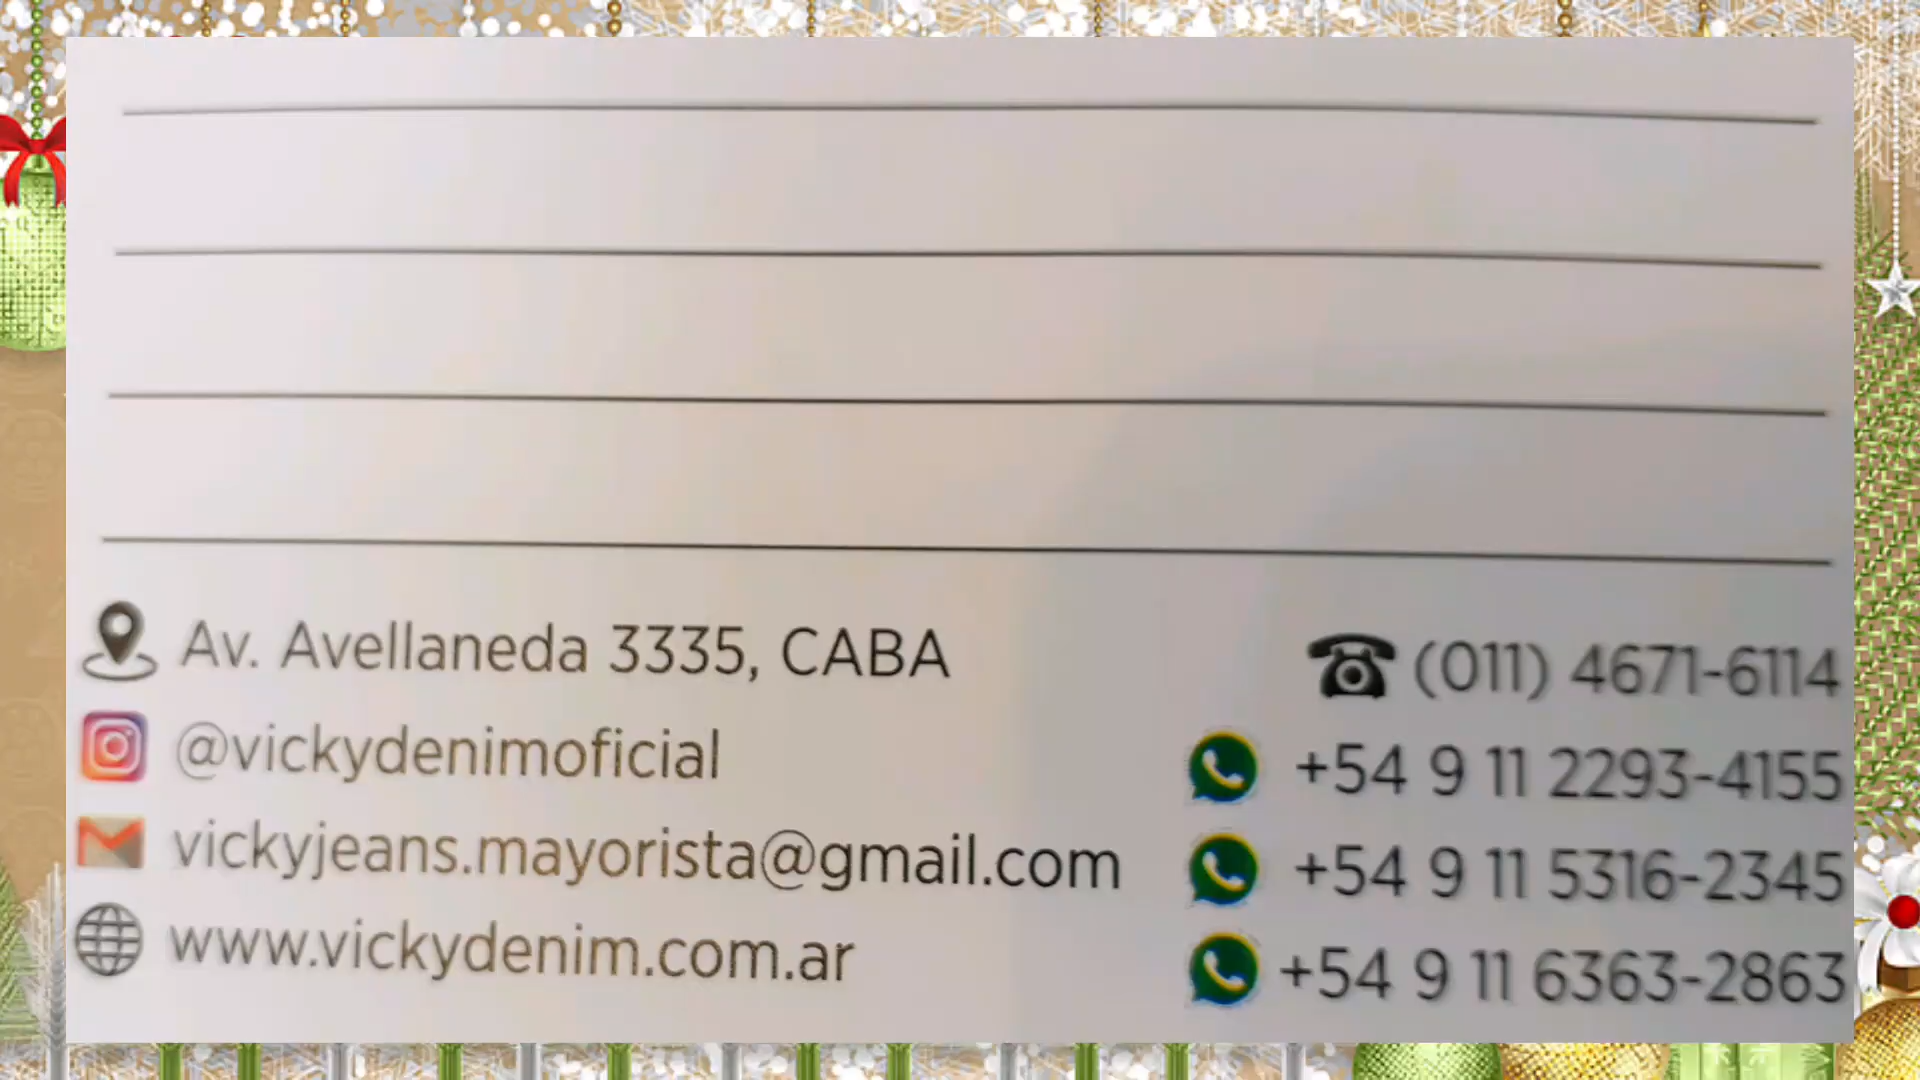 Av. Avellaneda 3335, CABA
@vickydenimoficial
vickyjeans.mayorista@gmail.com
www.vickydenim.com.ar
(011) 4671-6114
+54 9 11 2293-4155
+54 9 11 5316-2345
+54 9 11 6363-2863